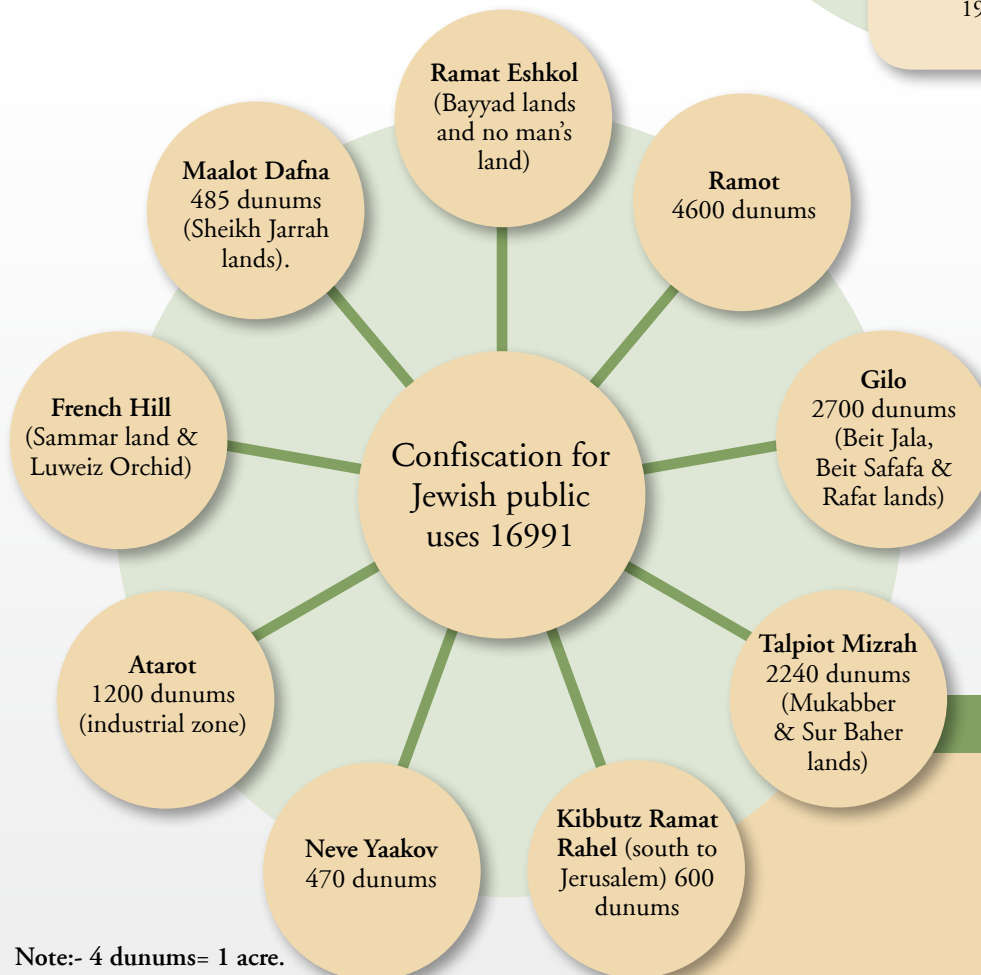 19
Ramat Eshkol
(Bayyad lands
and no man's
land)
Ramot
4600 dunums
Gilo
2700 dunums
(Beit Jala,
Beit Safafa &
Rafat lands)
Talpiot Mizrah
2240 dunums
(Mukabber
& Sur Baher
lands)
Kibbutz Ramat
Rahel (south to
Jerusalem) 600
dunums
Neve Yaakov
470 dunums
Atarot
1200 dunums
(industrial zone)
French Hill
(Sammar land &
Luweiz Orchid)
Maalot Dafna
485 dunums
(Sheikh Jarrah
lands).
Confiscation for
Jewish public
uses 16991
Note:- 4 dunums= 1 acre.